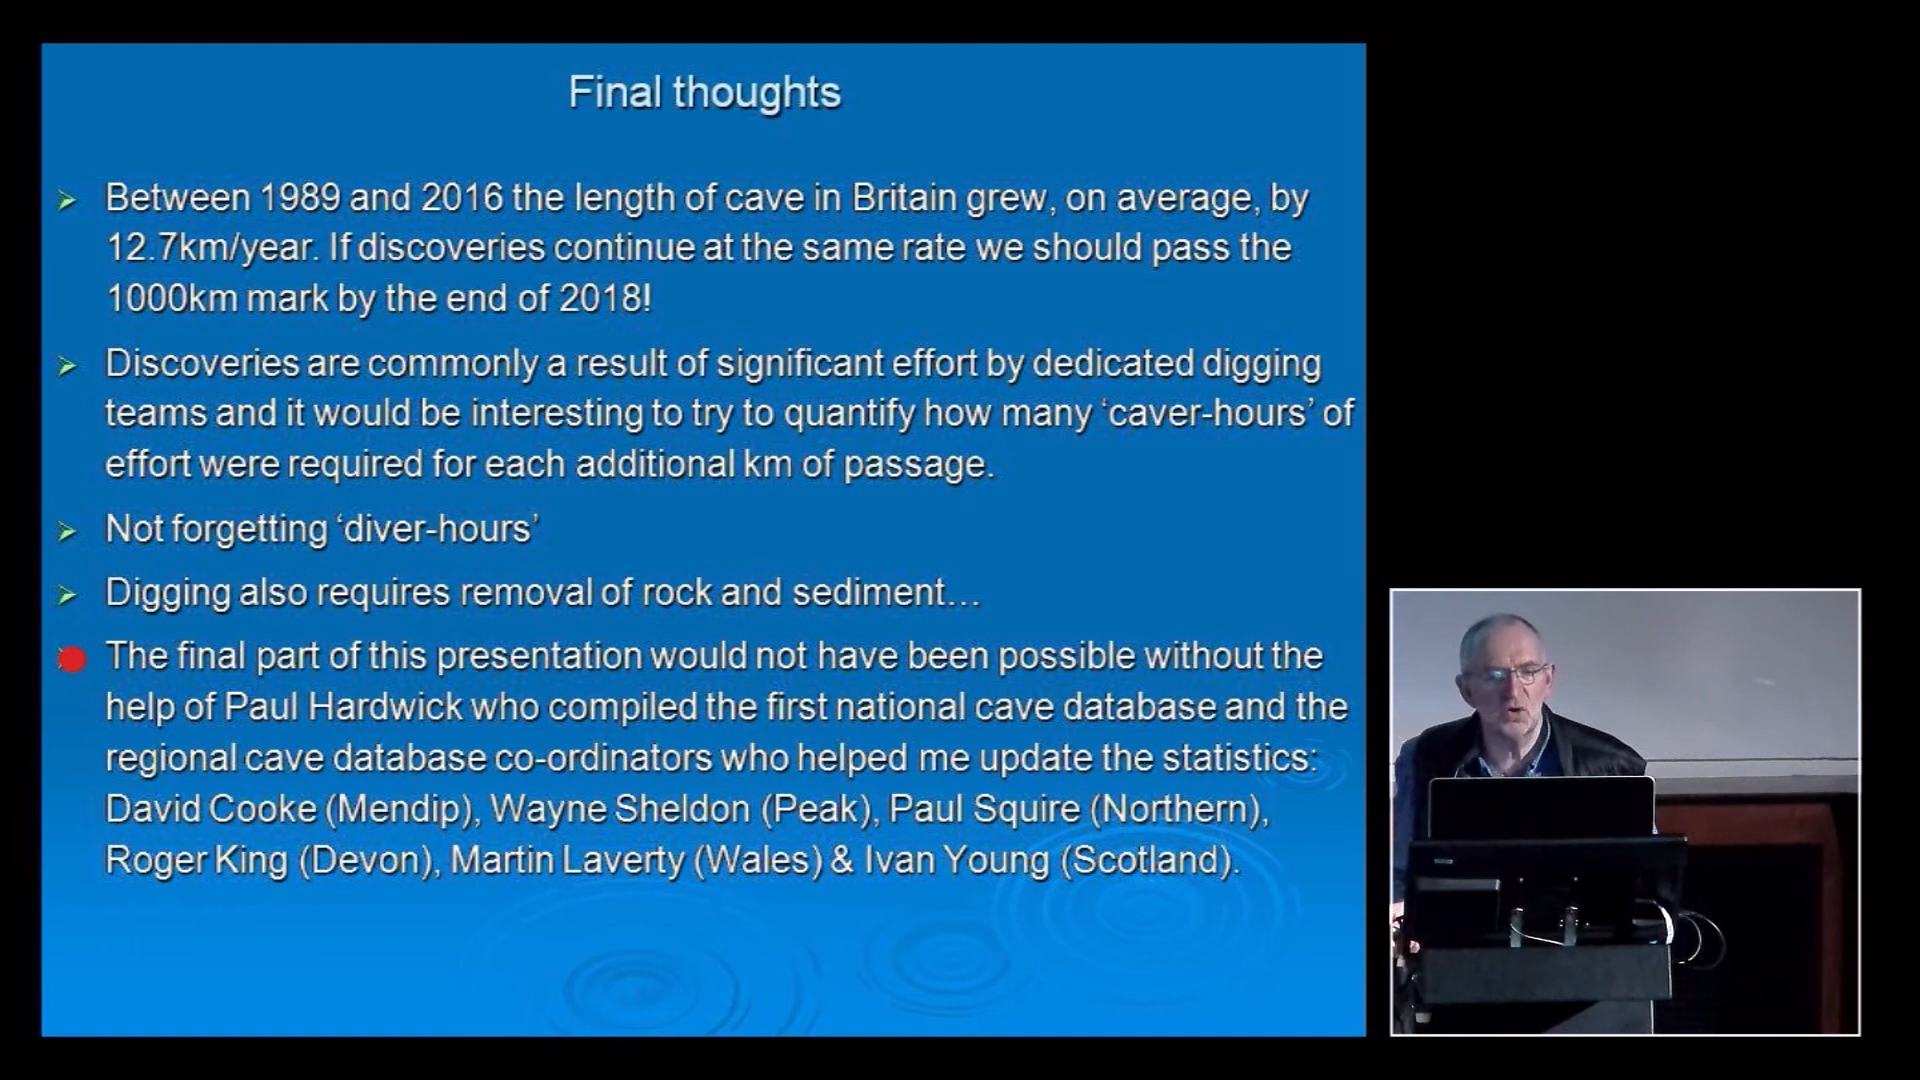 Final thoughts
Between 1989 and 2016 the length of cave in Britain grew, on average, by
12.7km/year. If discoveries continue at the same rate we should pass the
1000km mark by the end of 2018!
Discoveries are commonly a result of significant effort by dedicated digging
teams and it would be interesting to try to quantify how many ‘caver-hours’ of
effort were required for each additional km of passage.
Not forgetting ‘diver-hours’
Digging also requires removal of rock and sediment…
The final part of this presentation would not have been possible without the
help of Paul Hardwick who compiled the first national cave database and the
regional cave database co-ordinators who helped me update the statistics:
David Cooke (Mendip), Wayne Sheldon (Peak), Paul Squire (Northern),
Roger King (Devon), Martin Laverty (Wales) & Ivan Young (Scotland).